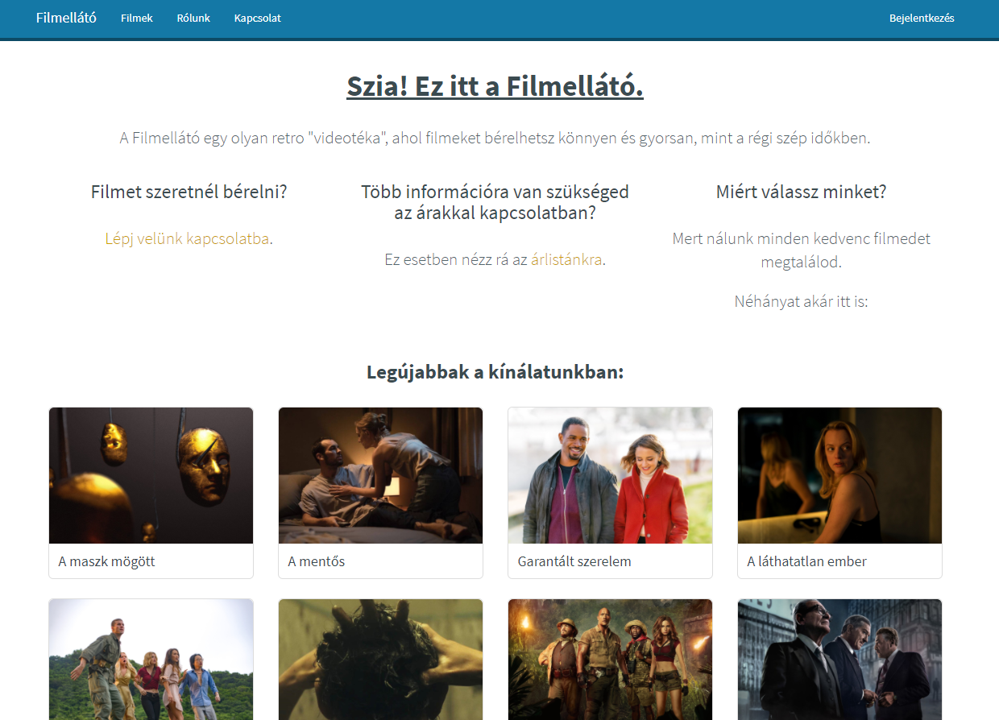 Filmellátó Filmek Rólunk Kapcsolat Bejelentkezés
Szia! Ez itt a Filmellátó.
A Filmellátó egy olyan retro "videotéka", ahol filmeket bérelhetsz könnyen és gyorsan, mint a régi szép időkben.
Filmet szeretnél bérelni?
Lépj velünk kapcsolatba.
Több információra van szükséged
az árakkal kapcsolatban?
Ez esetben nézz rá az árlistánkra.
Miért válassz minket?
Mert nálunk minden kedvenc filmedet
megtalálod.
Néhányat akár itt is:
Legújabbak a kínálatunkban:
A maszk mögött
A mentős
Garantált szerelem
A láthatatlan ember